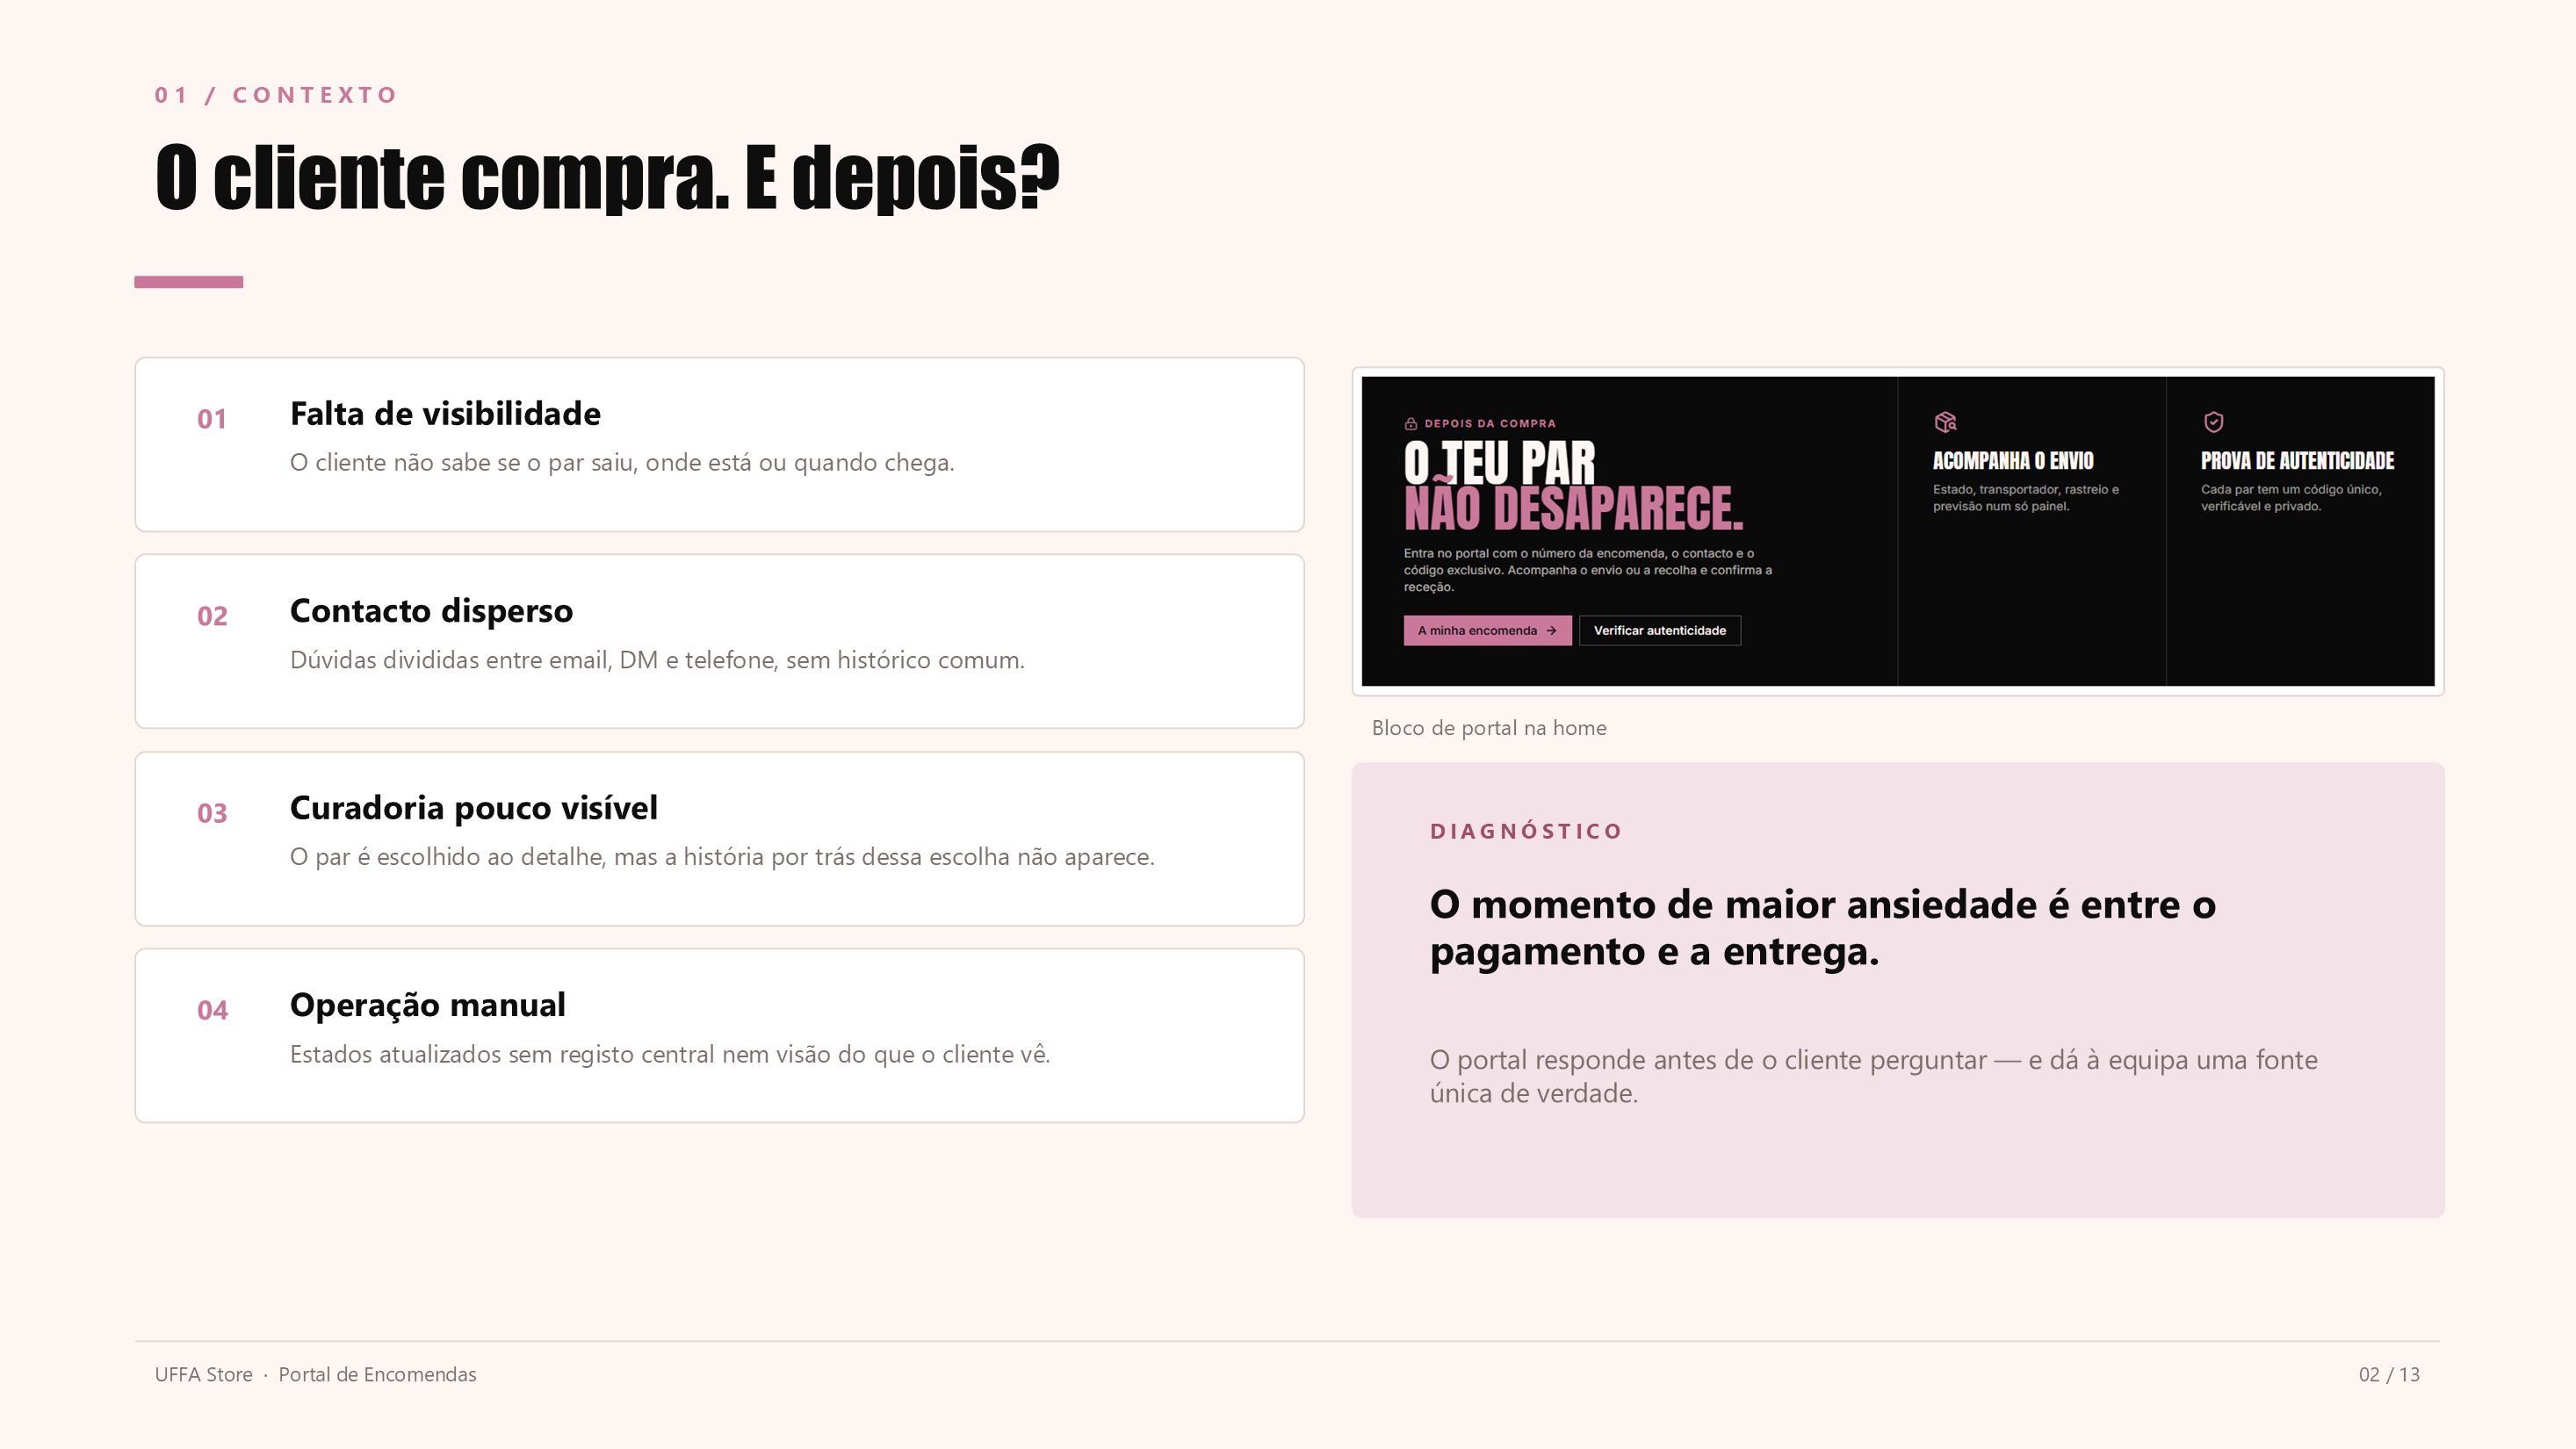 01 / CONTEXTO
O cliente compra. E depois?
01
Falta de visibilidade
O cliente não sabe se o par saiu, onde está ou quando chega.
02
Contacto disperso
Dúvidas divididas entre email, DM e telefone, sem histórico comum.
03
Curadoria pouco visível
O par é escolhido ao detalhe, mas a história por trás dessa escolha não aparece.
04
Operação manual
Estados atualizados sem registo central nem visão do que o cliente vê.
DEPOIS DA COMPRA
O TEU PAR
NÃO DESAPARECE.
Entra no portal com o número da encomenda, o contacto e o
código exclusivo. Acompanha o envio ou a recolha e confirma a
receção.
A minha encomenda →
Verificar autenticidade
ACOMPANHA O ENVIO
Estado, transportador, rastreio e
previsão num só painel.
PROVA DE AUTENTICIDADE
Cada par tem um código único,
verificável e privado.
Bloco de portal na home
DIAGNÓSTICO
O momento de maior ansiedade é entre o
pagamento e a entrega.
O portal responde antes de o cliente perguntar — e dá à equipa uma fonte
única de verdade.
UFFA Store · Portal de Encomendas
02 / 13